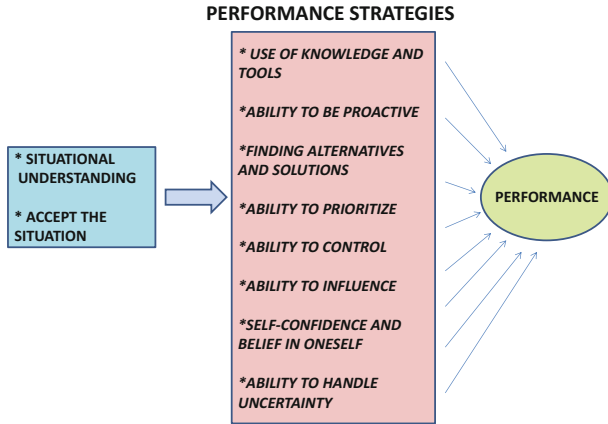 PERFORMANCE STRATEGIES
* SITUATIONAL
UNDERSTANDING
* ACCEPT THE
SITUATION
* USE OF KNOWLEDGE AND
TOOLS
*ABILITY TO BE PROACTIVE
*FINDING ALTERNATIVES
AND SOLUTIONS
*ABILITY TO PRIORITIZE
*ABILITY TO CONTROL
*ABILITY TO INFLUENCE
*SELF-CONFIDENCE AND
BELIEF IN ONESELF
*ABILITY TO HANDLE
UNCERTAINTY
PERFORMANCE